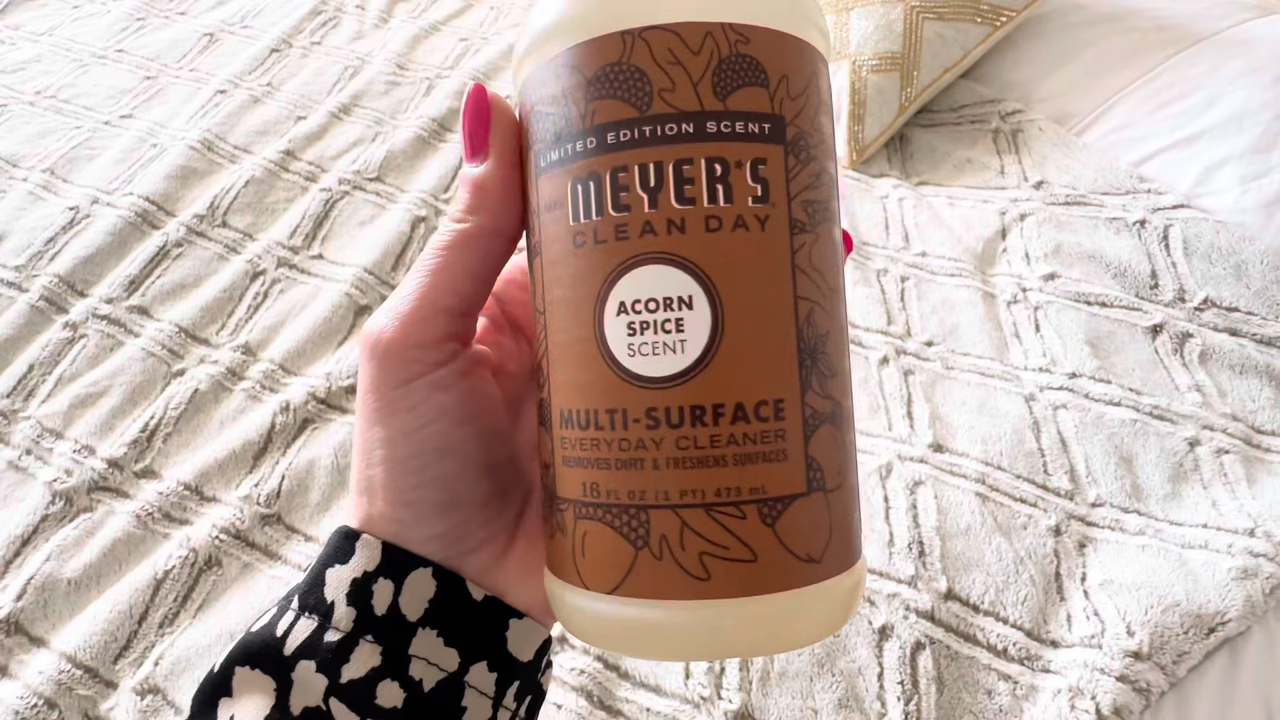 LIMITED EDITION SCENT
MEYER'S
CLEAN DAY
ACORN
SPICE
SCENT
MULTI-SURFACE
EVERYDAY CLEANER
REMOVES DIRT & FRESHENS SURFACES
16 FL OZ (1 PT) 473 mL